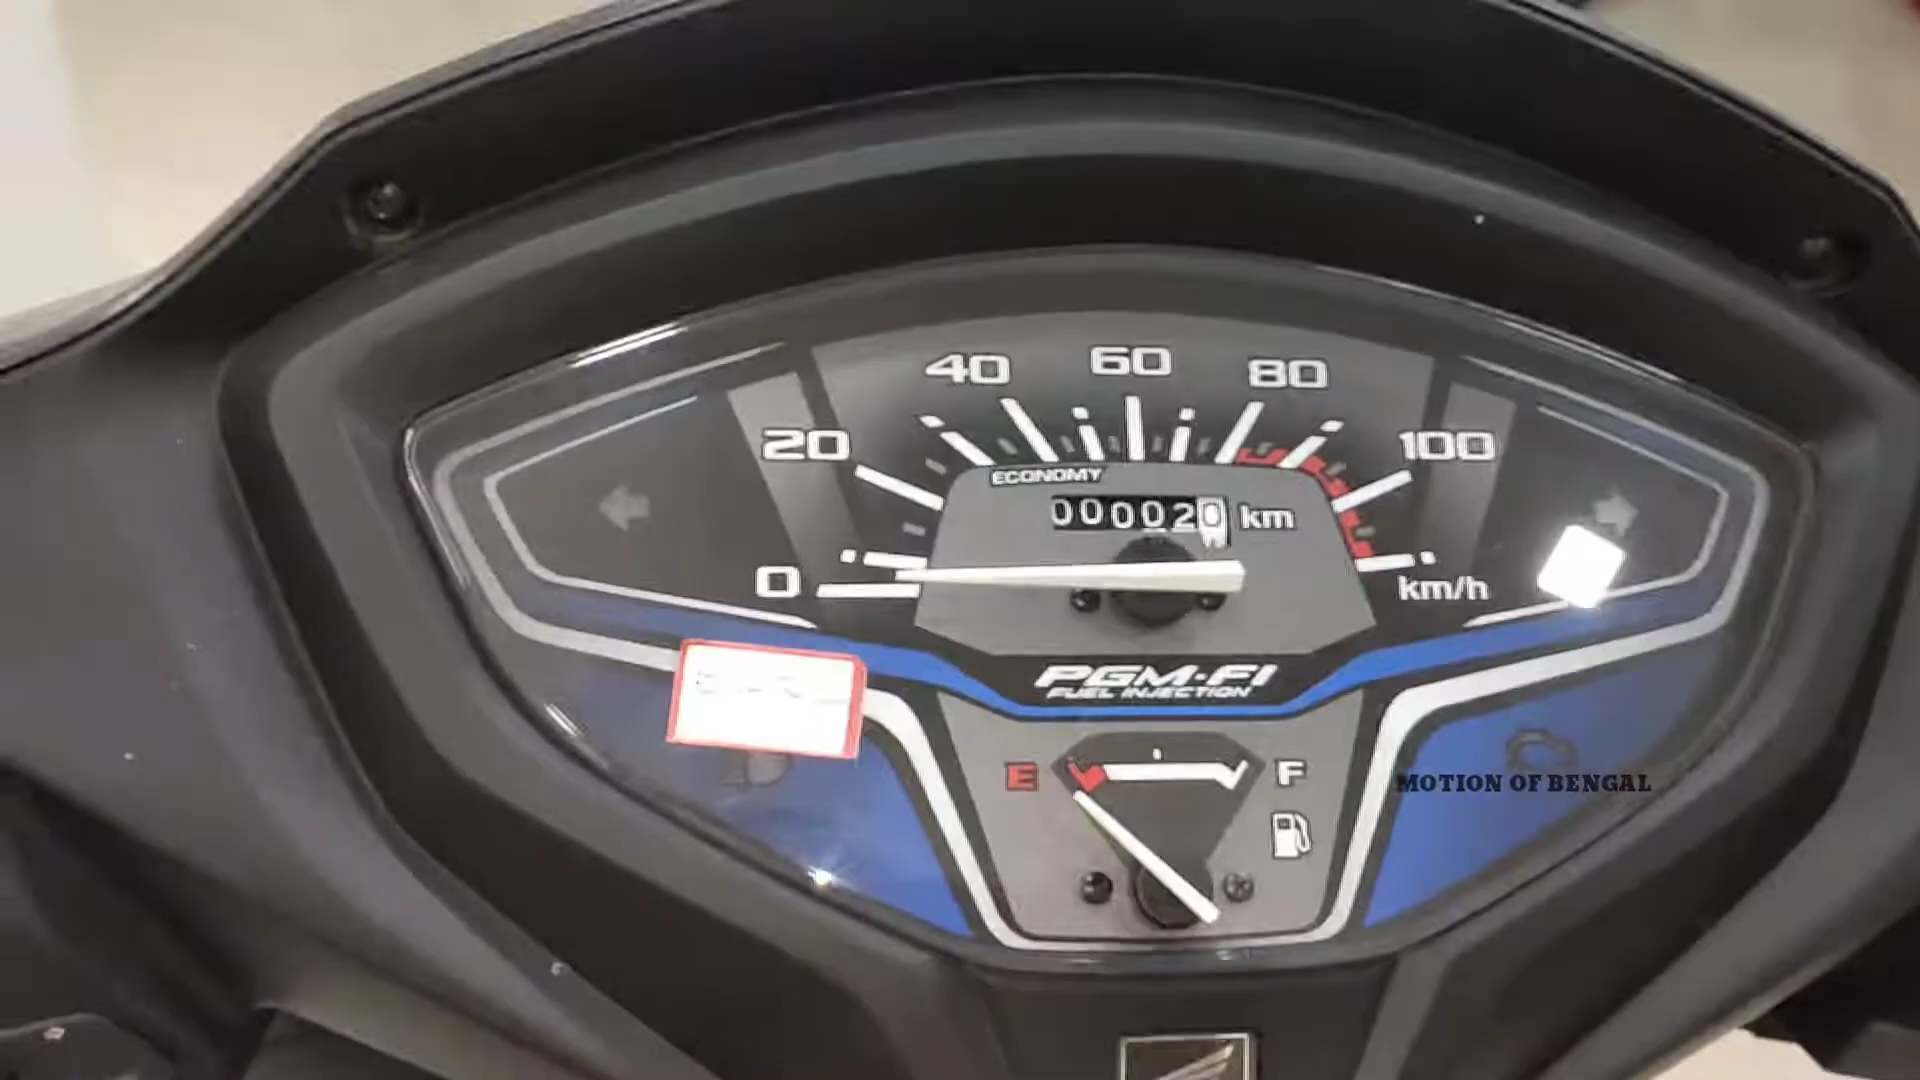 40 60 80
20 100
ECONOMY
000020 km
0 km/h
PGM-FI
FUEL INJECTION
E F
MOTION OF BENGAL